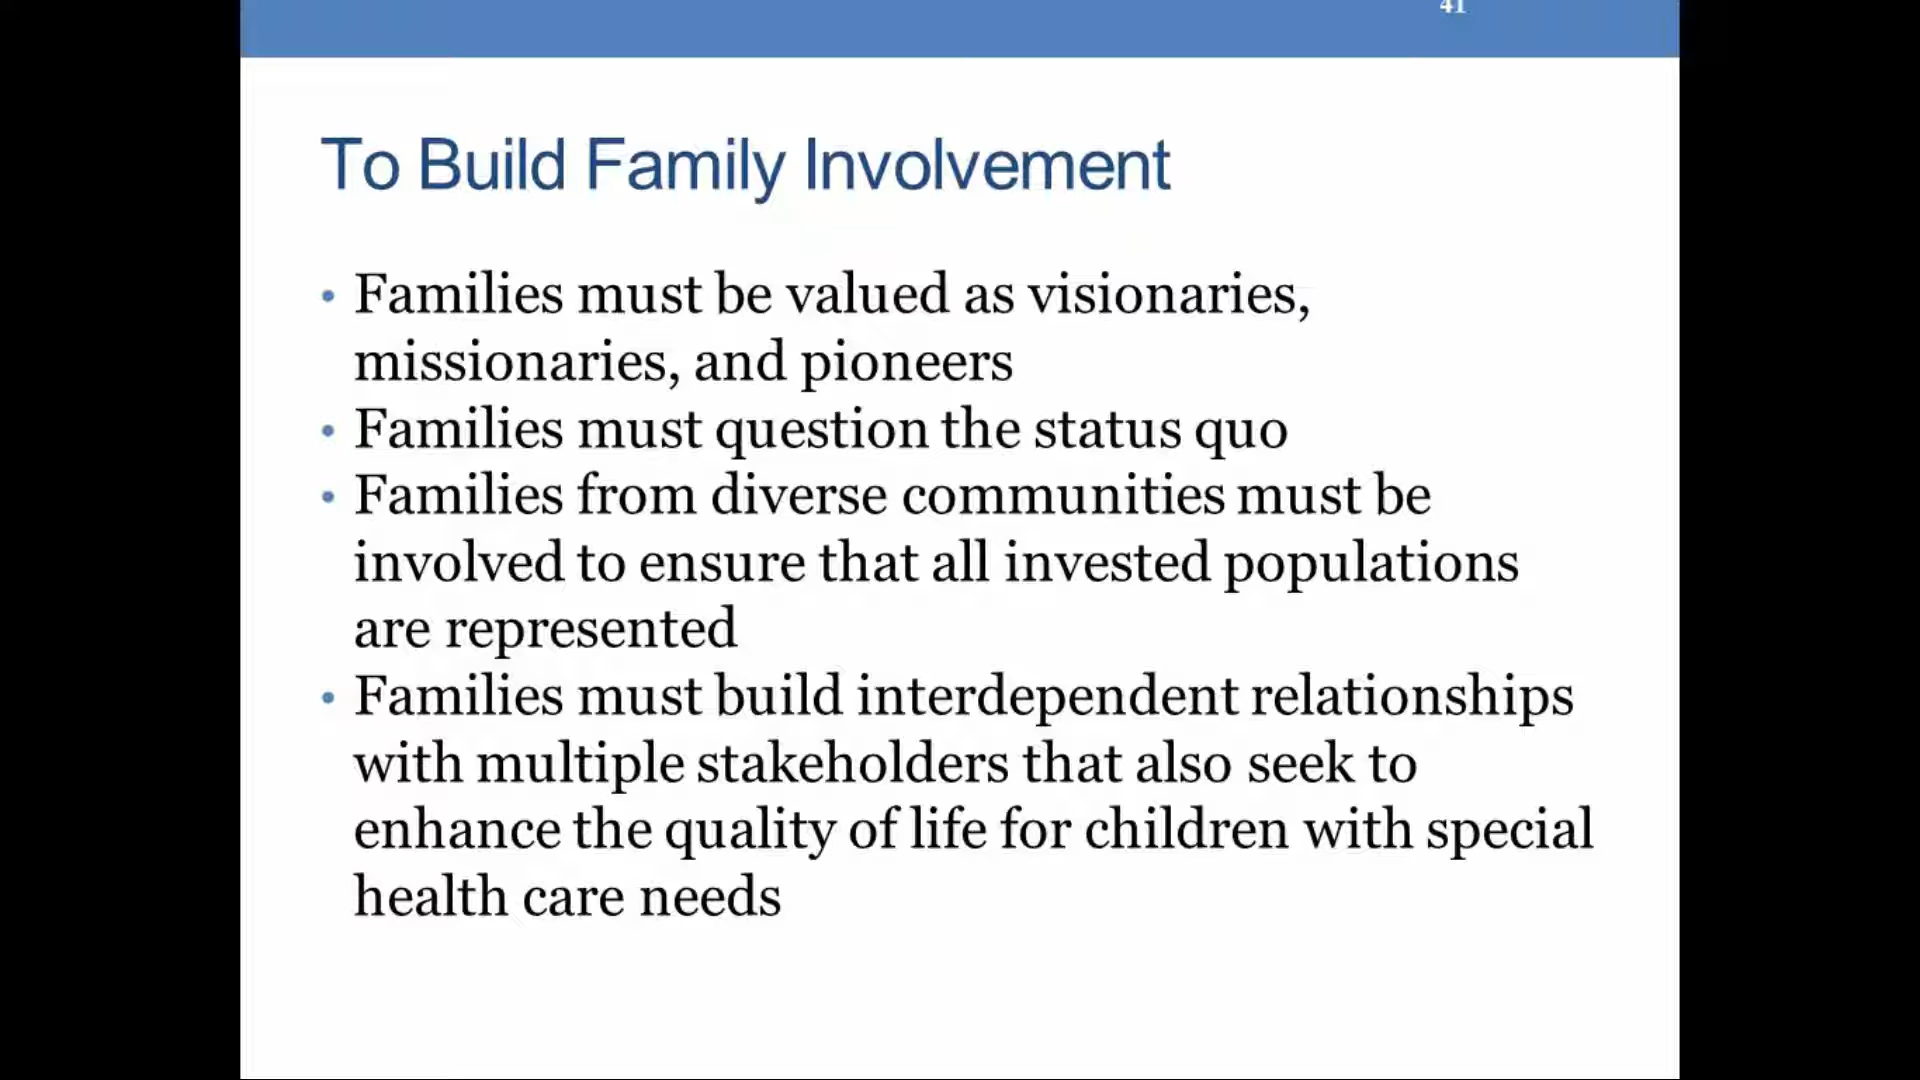 41
To Build Family Involvement
• Families must be valued as visionaries,
missionaries, and pioneers
• Families must question the status quo
• Families from diverse communities must be
involved to ensure that all invested populations
are represented
• Families must build interdependent relationships
with multiple stakeholders that also seek to
enhance the quality of life for children with special
health care needs